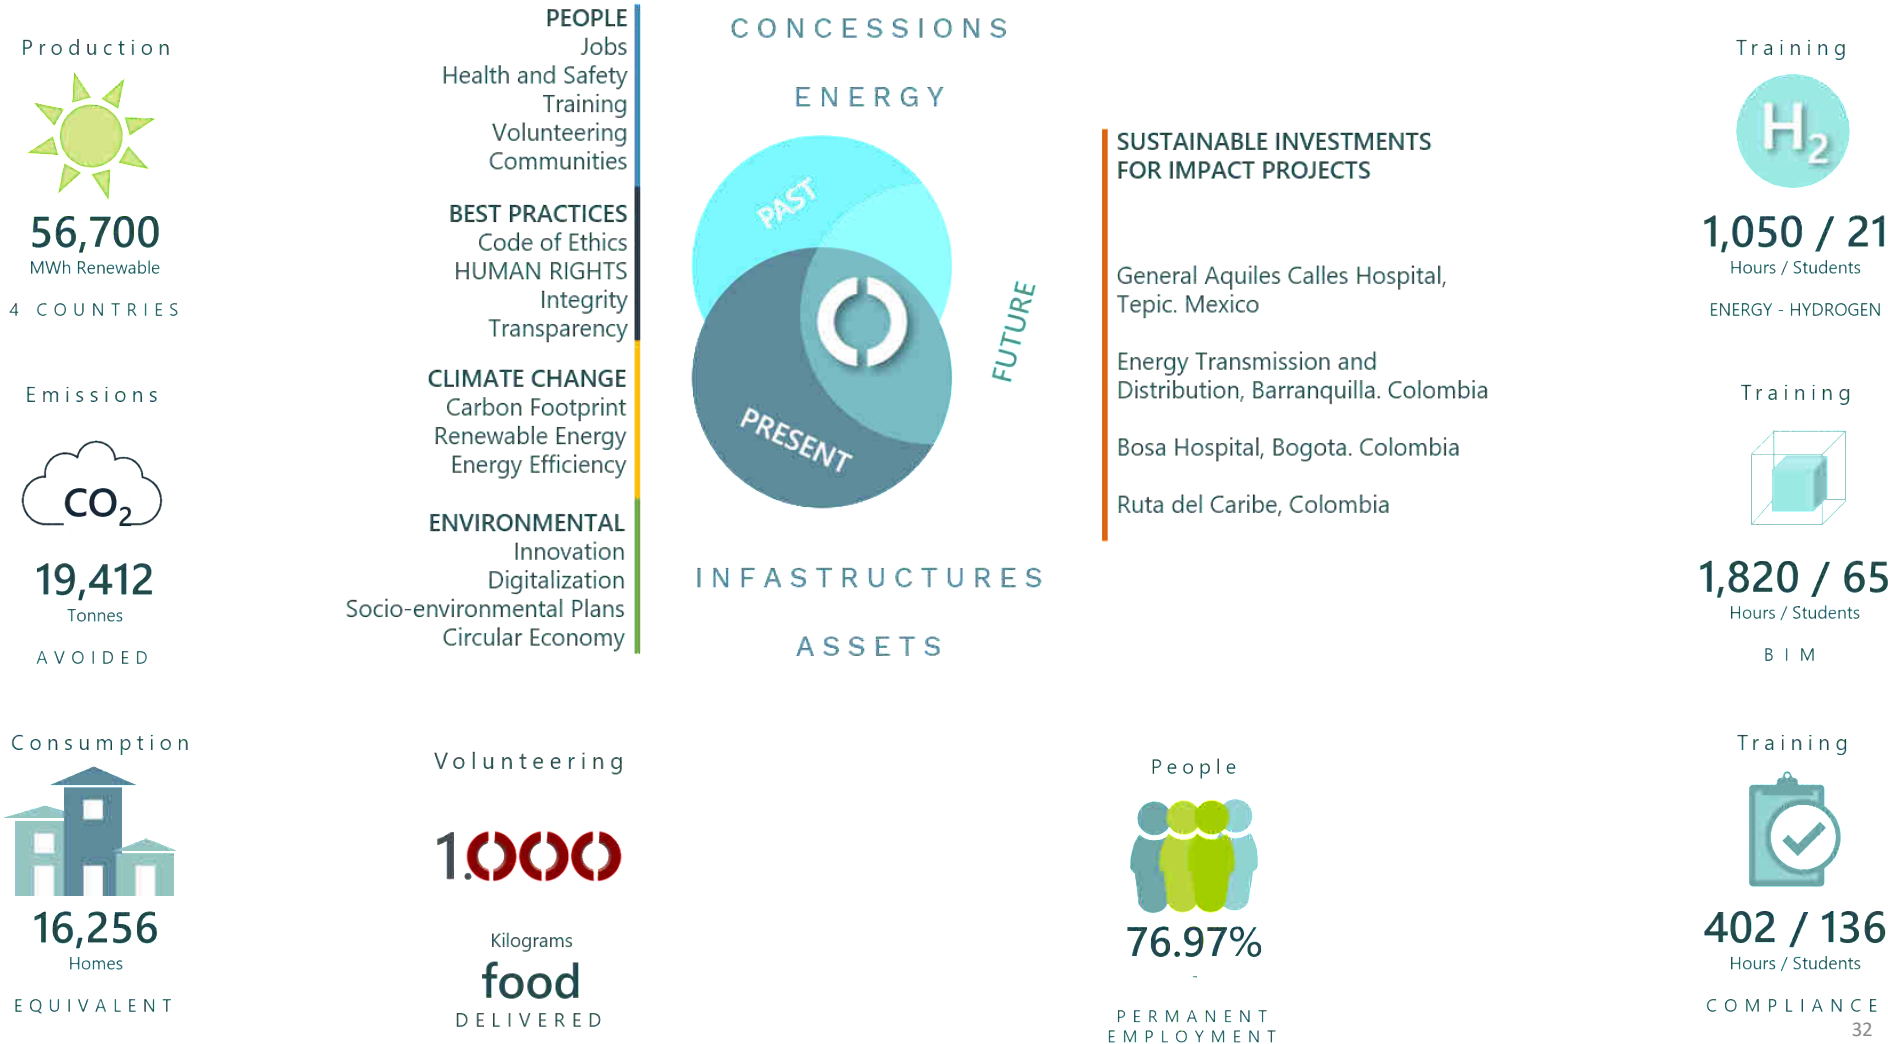 Production
56,700
MWh Renewable
4 COUNTRIES
Emissions
CO2
19,412
Tonnes
AVOIDED
Consumption
16,256
Homes
EQUIVALENT
PEOPLE
Jobs
Health and Safety
Training
Volunteering
Communities
BEST PRACTICES
Code of Ethics
HUMAN RIGHTS
Integrity
Transparency
CLIMATE CHANGE
Carbon Footprint
Renewable Energy
Energy Efficiency
ENVIRONMENTAL
Innovation
Digitalization
Socio-environmental Plans
Circular Economy
Volunteering
1.000
Kilograms
food
DELIVERED
CONCESSIONS
ENERGY
PAST
PRESENT
FUTURE
INFASTRUCTURES
ASSETS
SUSTAINABLE INVESTMENTS
FOR IMPACT PROJECTS
General Aquiles Calles Hospital,
Tepic. Mexico
Energy Transmission and
Distribution, Barranquilla. Colombia
Bosa Hospital, Bogota. Colombia
Ruta del Caribe, Colombia
People
76.97%
-
PERMANENT
EMPLOYMENT
Training
H2
1,050 / 21
Hours / Students
ENERGY - HYDROGEN
Training
1,820 / 65
Hours / Students
BIM
Training
402 / 136
Hours / Students
COMPLIANCE
32